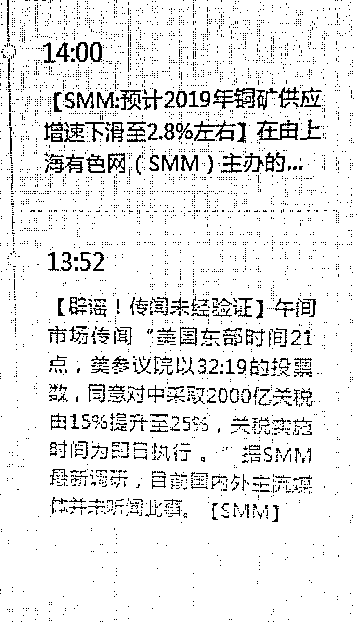 14:00
【SMM:预计2019年铜矿供应
增速下滑至2.8%左右】在由上
海有色网（SMM）主办的...
13:52
【辟谣！传闻未经验证】午间
市场传闻“美国东部时间21
点，美参议院以32:19的投票
数，同意对中采取2000亿关税
由15%提升至25%，关税实施
时间为即日执行。”据SMM
最新调研，目前国内外主流媒
体并未听闻此事。[SMM]